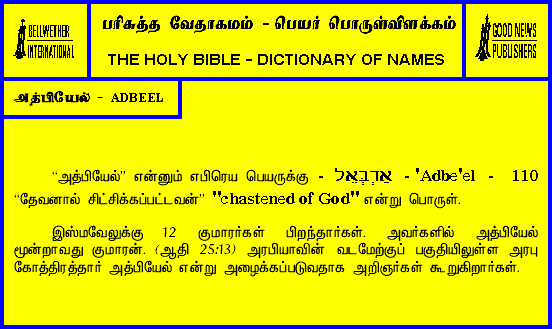 BELLWETHER
INTERNATIONAL
பரிசுத்த வேதாகமம் - பெயர் பொருள்விளக்கம்
THE HOLY BIBLE - DICTIONARY OF NAMES
GOOD NEWS
PUBLISHERS
அத்பியேல் - ADBEEL
“அத்பியேல்” என்னும் எபிரெய பெயருக்கு - אַדְבְּאֵל - 'Adbe'el - 110
“தேவனால் சிட்சிக்கப்பட்டவன்” "chastened of God" என்று பொருள்.
இஸ்மவேலுக்கு 12 குமாரர்கள் பிறந்தார்கள். அவர்களில் அத்பியேல்
மூன்றாவது குமாரன். (ஆதி 25:13) அரபியாவின் வடமேற்குப் பகுதியிலுள்ள அரபு
கோத்திரத்தார் அத்பியேல் என்று அழைக்கப்படுவதாக அறிஞர்கள் கூறுகிறார்கள்.